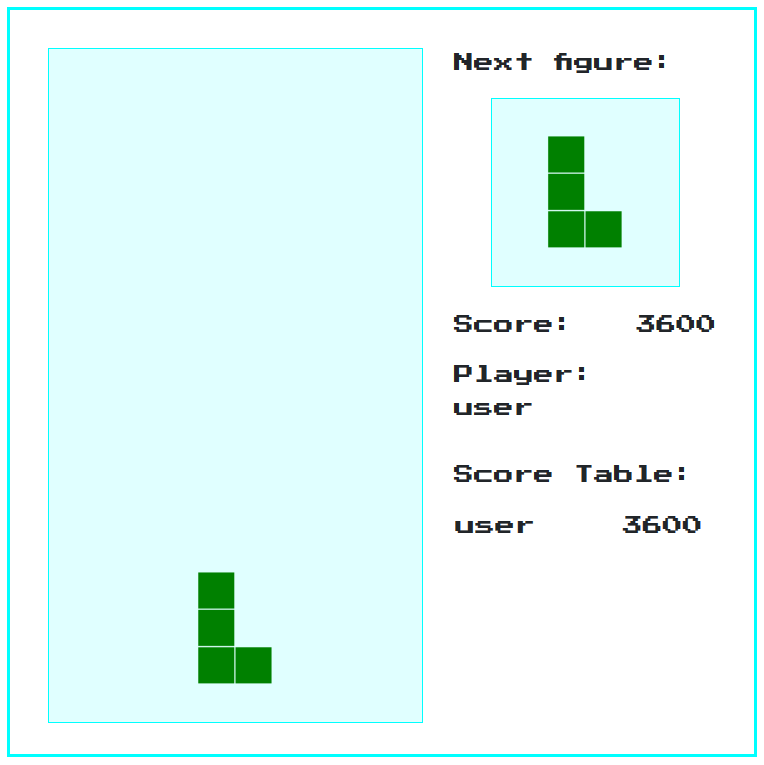 Next figure:
Score: 3600
Player:
user
Score Table:
user 3600